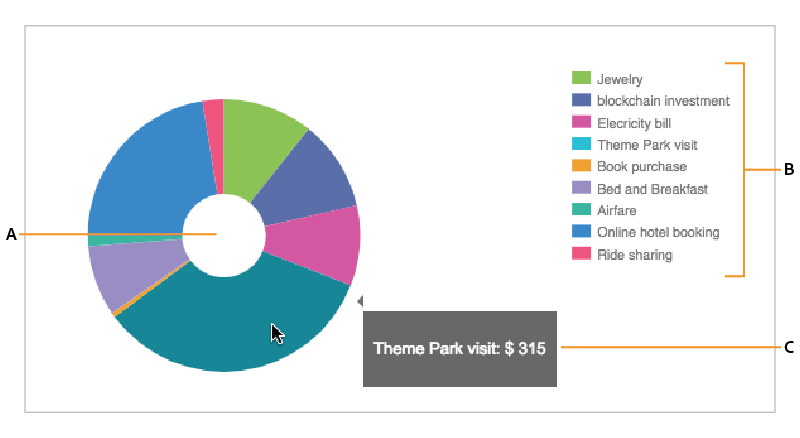 Jewelry
blockchain investment
Elecricity bill
Theme Park visit
Book purchase
Bed and Breakfast
Airfare
Online hotel booking
Ride sharing
B
A
Theme Park visit: $ 315
C